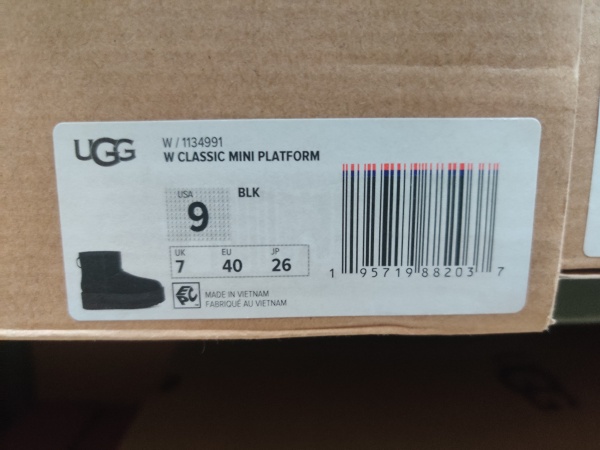 UGG
W / 1134991
W CLASSIC MINI PLATFORM
USA
9
BLK
UK EU JP
7 40 26
1 95719 88203 7
EPC
MADE IN VIETNAM
FABRIQUÉ AU VIETNAM